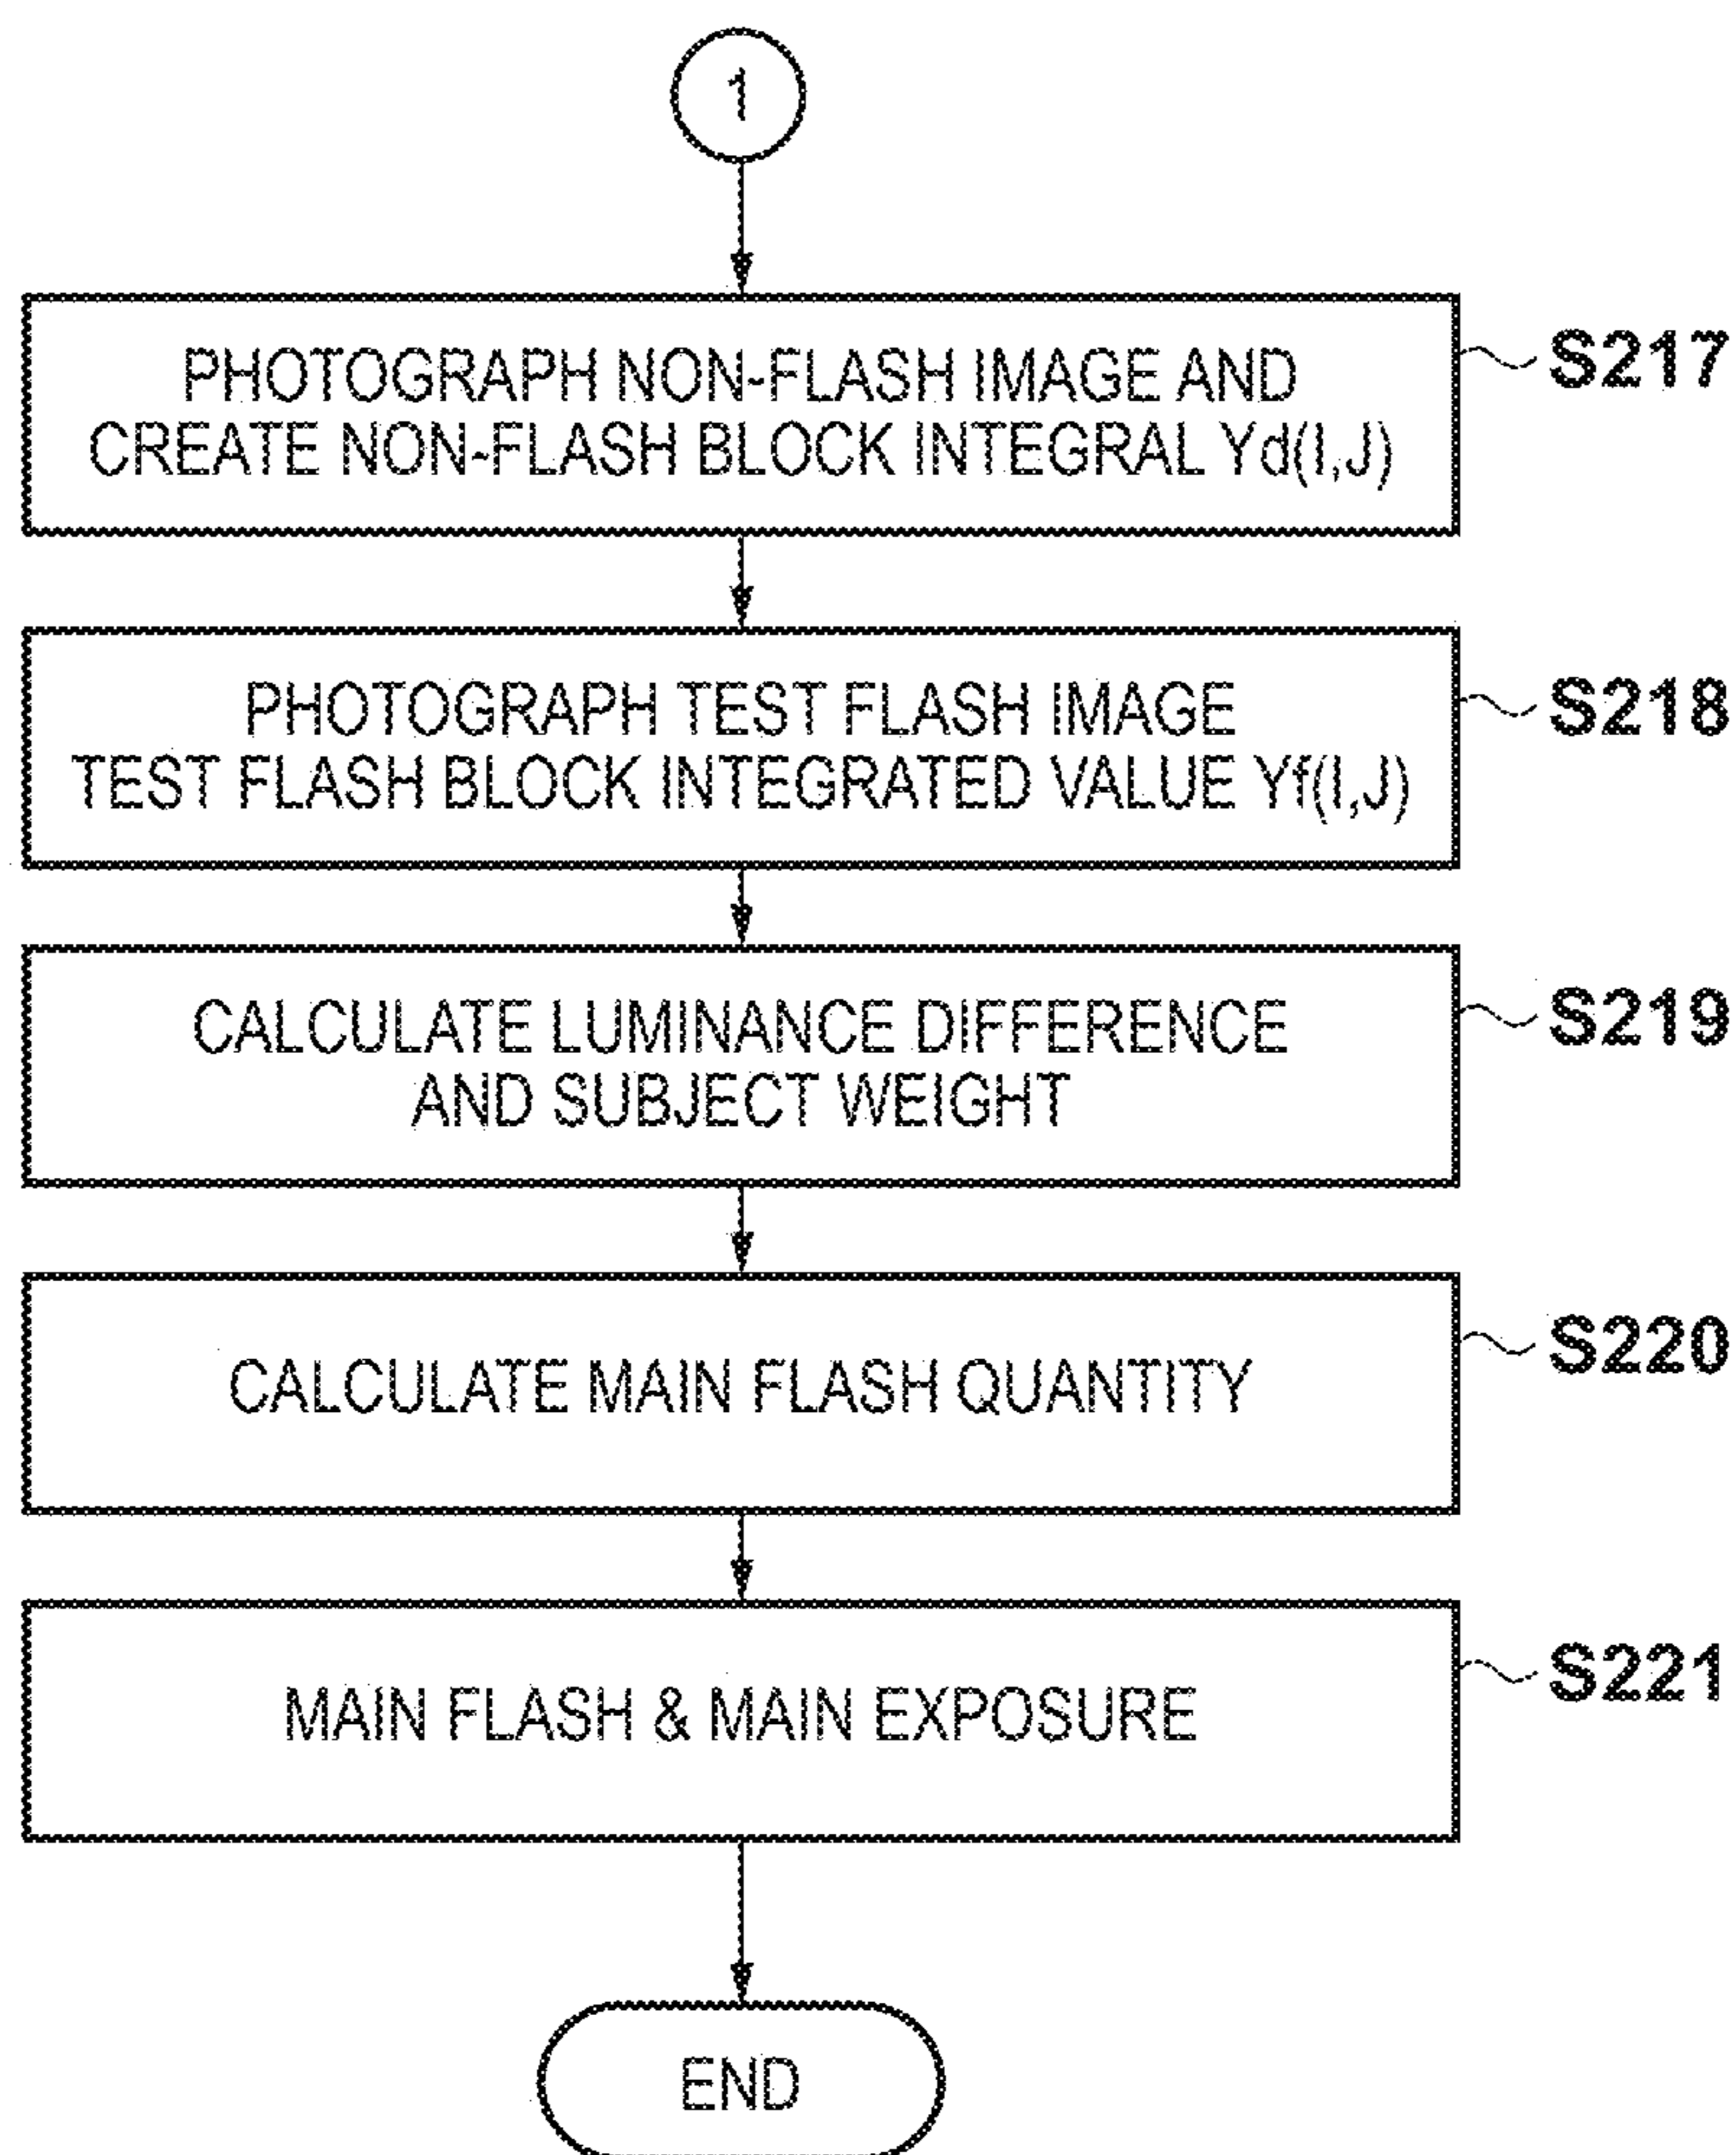 1
PHOTOGRAPH NON-FLASH IMAGE AND
CREATE NON-FLASH BLOCK INTEGRAL Yd(I,J)
S217
PHOTOGRAPH TEST FLASH IMAGE
TEST FLASH BLOCK INTEGRATED VALUE Yf(I,J)
S218
CALCULATE LUMINANCE DIFFERENCE
AND SUBJECT WEIGHT
S219
CALCULATE MAIN FLASH QUANTITY
S220
MAIN FLASH & MAIN EXPOSURE
S221
END